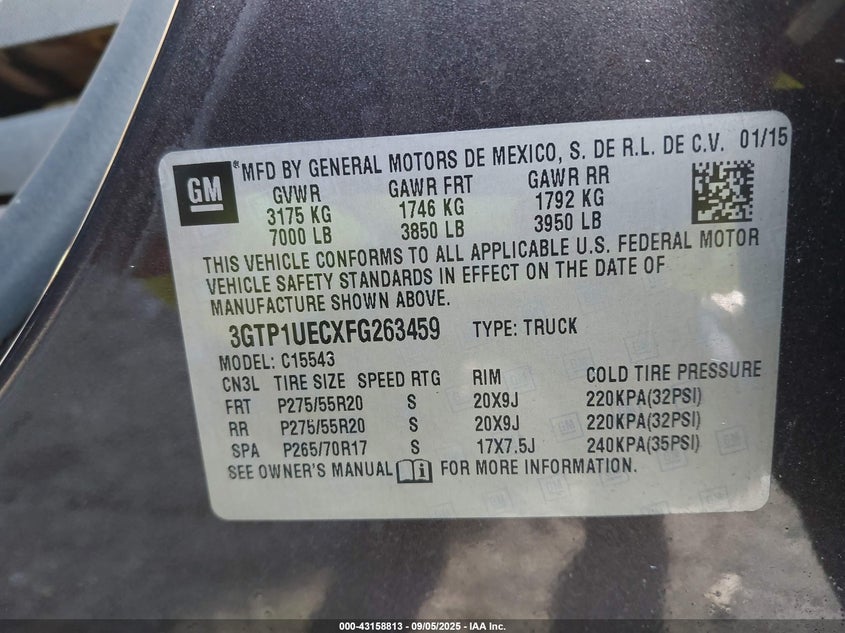 GM ®MFD BY GENERAL MOTORS DE MEXICO, S. DE R.L. DE C.V. 01/15
GVWR GAWR FRT GAWR RR
3175 KG 1746 KG 1792 KG
7000 LB 3850 LB 3950 LB
THIS VEHICLE CONFORMS TO ALL APPLICABLE U.S. FEDERAL MOTOR
VEHICLE SAFETY STANDARDS IN EFFECT ON THE DATE OF
MANUFACTURE SHOWN ABOVE.
3GTP1UECXFG263459 TYPE: TRUCK
MODEL: C15543
CN3L TIRE SIZE SPEED RTG RIM COLD TIRE PRESSURE
FRT P275/55R20 S 20X9J 220KPA(32PSI)
RR P275/55R20 S 20X9J 220KPA(32PSI)
SPA P265/70R17 S 17X7.5J 240KPA(35PSI)
SEE OWNER'S MANUAL FOR MORE INFORMATION.
000-43158813 - 09/05/2025 - IAA Inc.